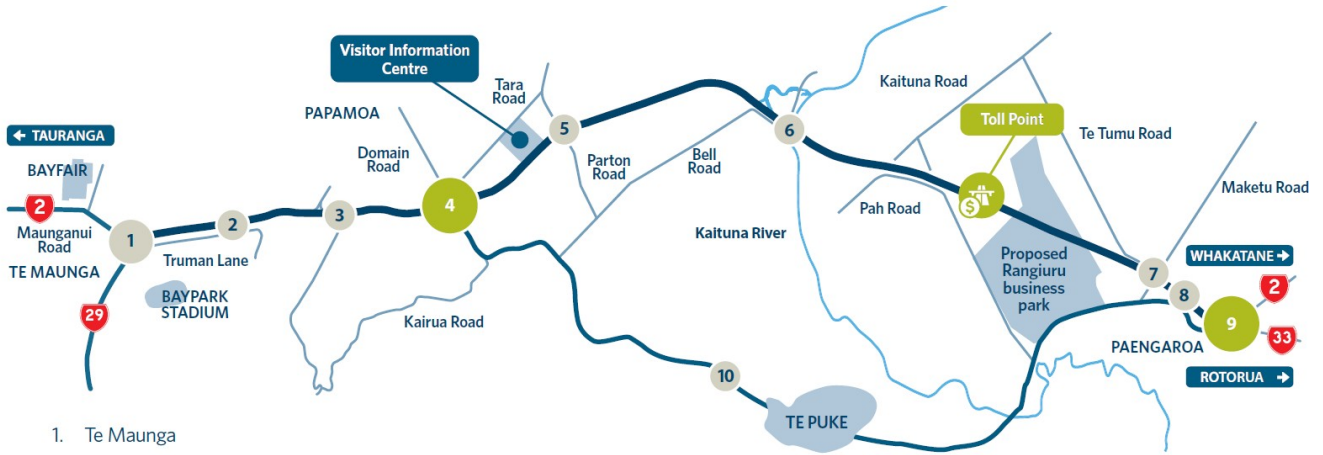 Visitor Information
Centre
Tara
Road
Kaituna Road
PAPAMOA
Toll Point
← TAURANGA
5
6
Te Tumu Road
BAYFAIR
Domain
Road
Parton
Road
Bell
Road
$
Maketu Road
2
Maunganui
Road
1
2
3
4
Pah Road
Kaituna River
TE MAUNGA
Truman Lane
Proposed
Rangiuru
business
park
7
WHAKATANE →
8
2
BAYPARK
STADIUM
29
Kairua Road
9
33
PAENGAROA
10
ROTORUA →
TE PUKE
1. Te Maunga